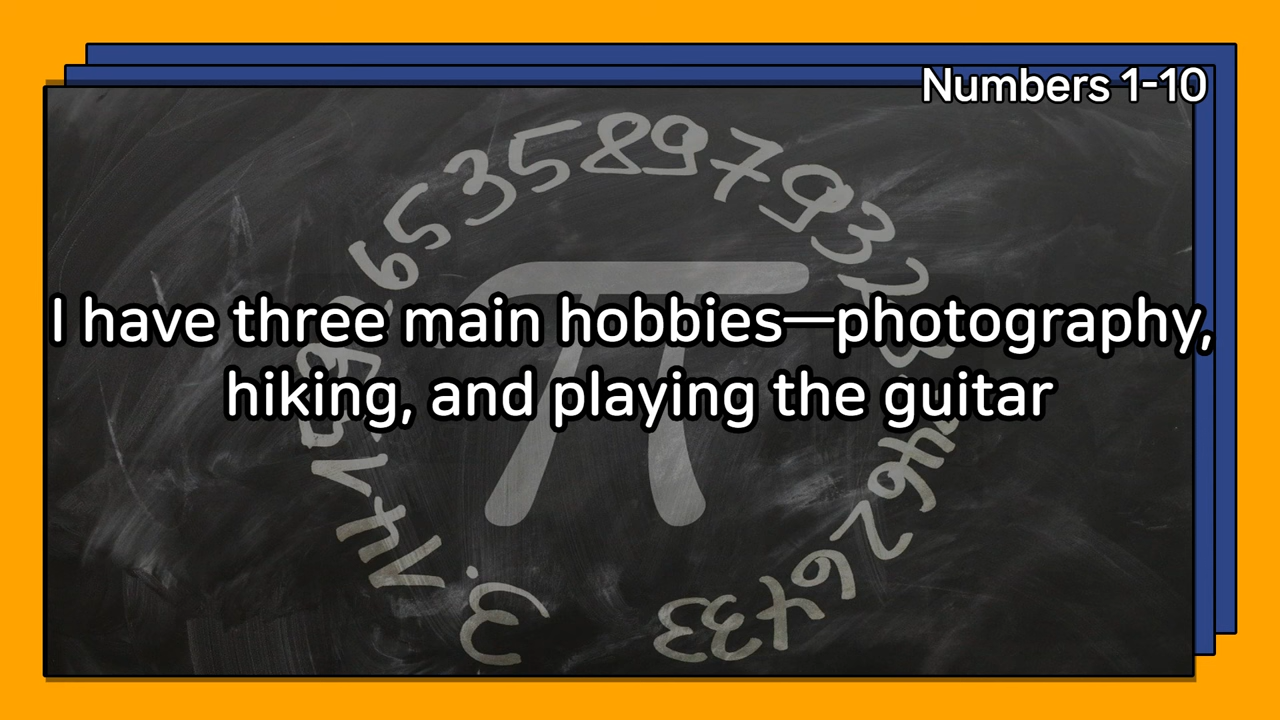 Numbers 1-10
I have three main hobbies—photography,
hiking, and playing the guitar
π